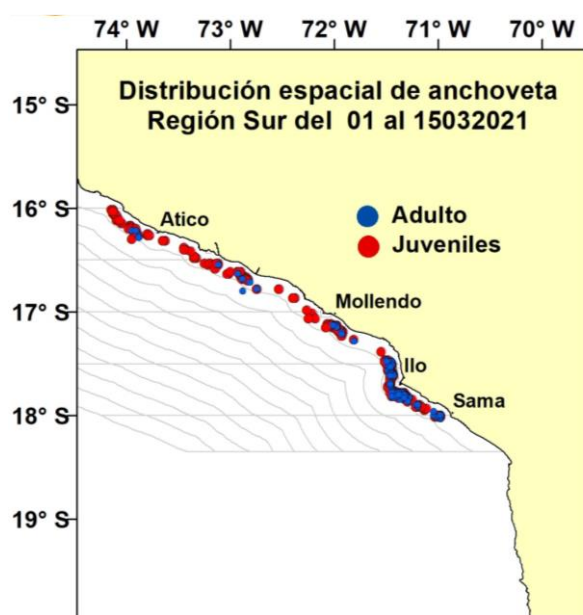 74° W 73° W 72° W 71° W 70° W
15° S
Distribución espacial de anchoveta
Región Sur del 01 al 15032021
16° S
Atico
Adulto
Juveniles
17° S
Mollendo
Ilo
Sama
18° S
19° S